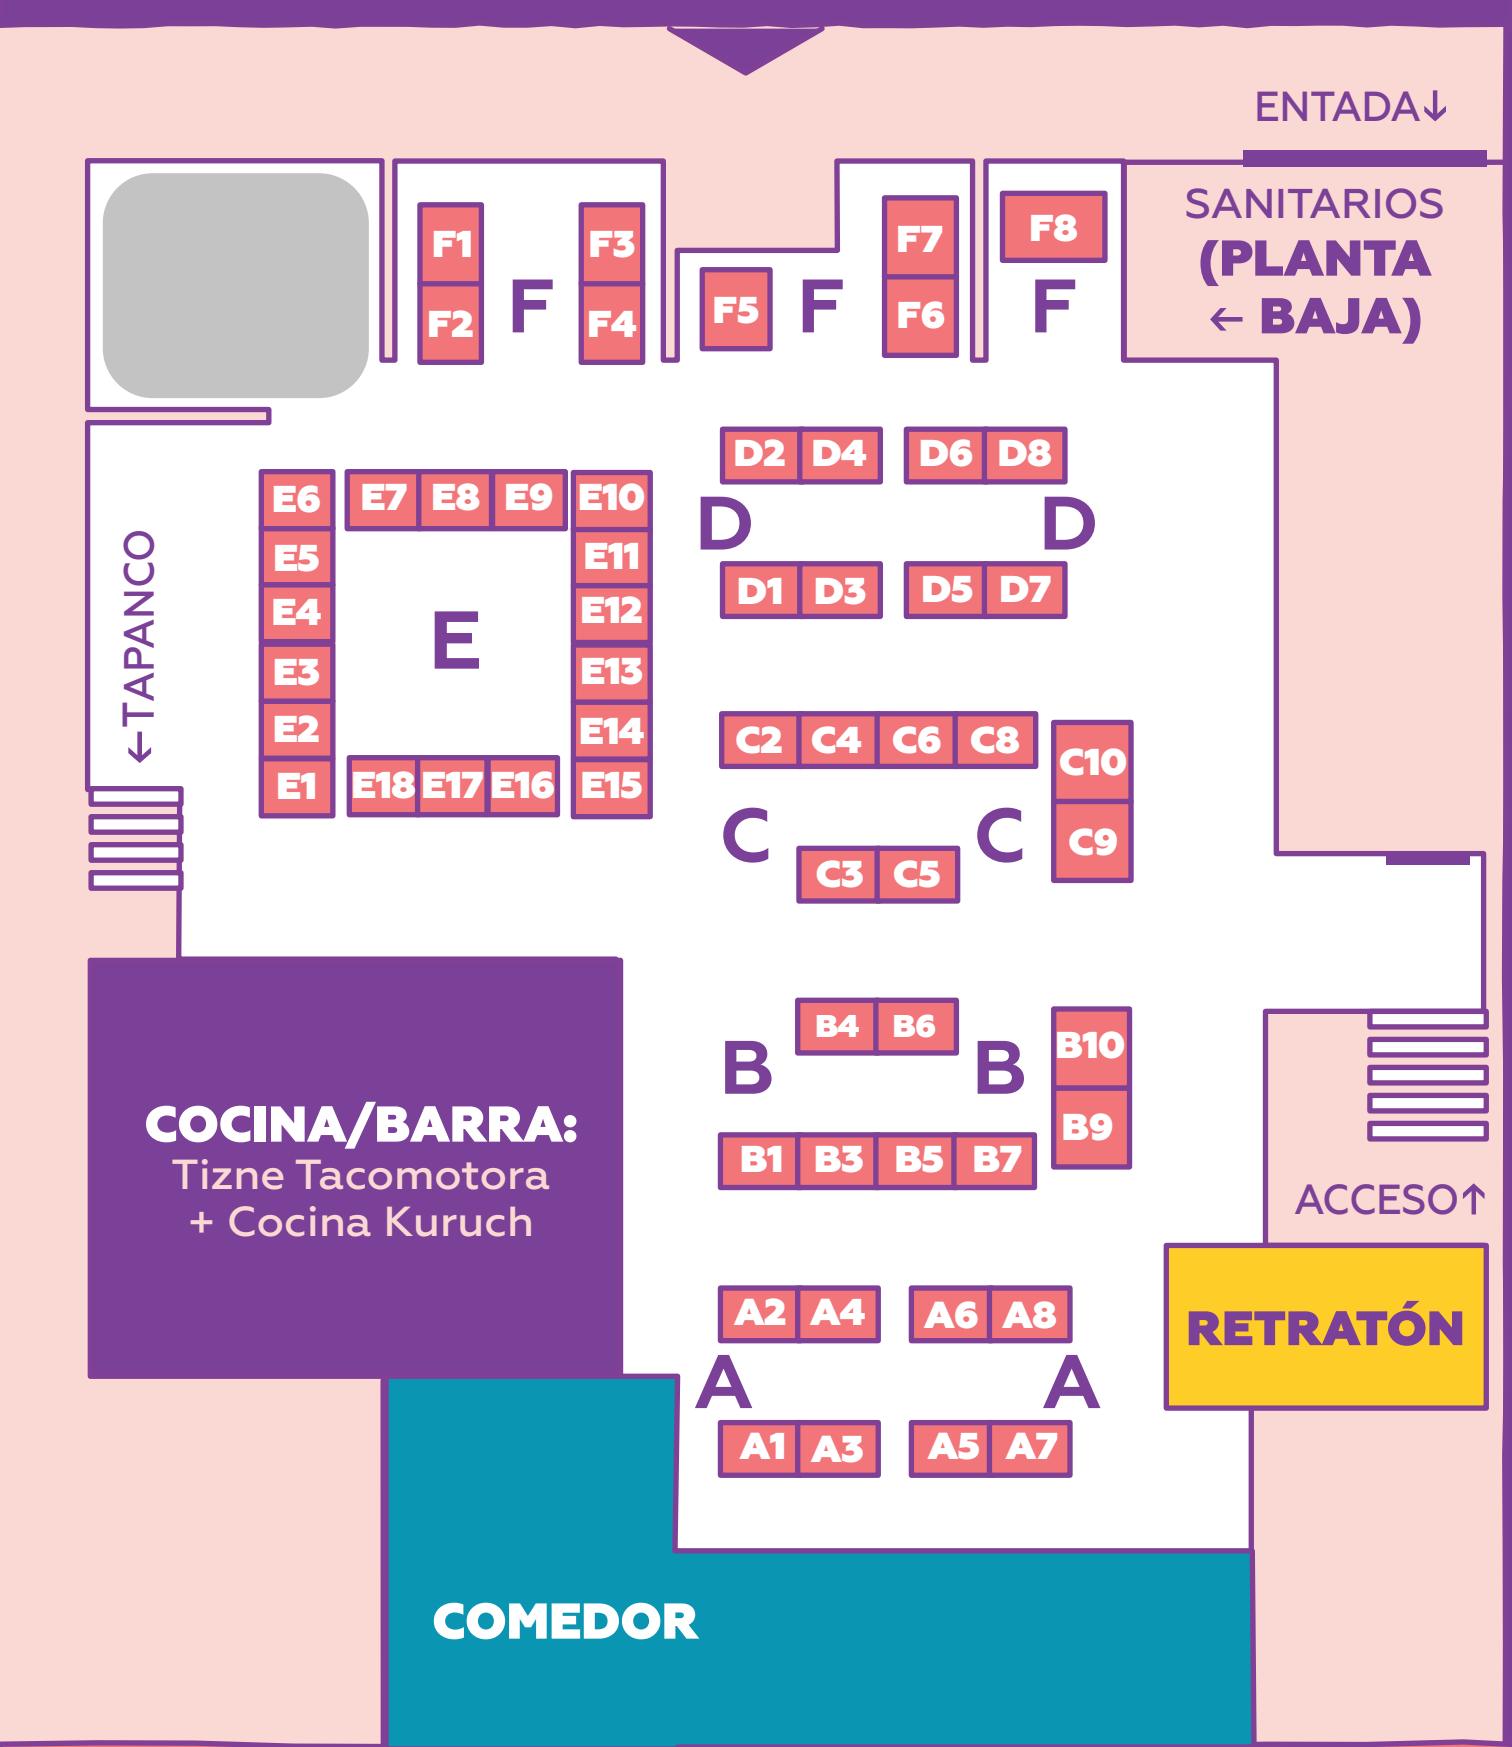 ENTADA↓
SANITARIOS
(PLANTA
← BAJA)
F1
F2
F
F3
F4
F5
F
F7
F6
F8
F
D2 D4 D6 D8
D D
D1 D3 D5 D7
←TAPANCO
E6
E5
E4
E3
E2
E1
E7 E8 E9
E
E18 E17 E16
E10
E11
E12
E13
E14
E15
C2 C4 C6 C8
C C
C3 C5
C10
C9
B4 B6
B B
B1 B3 B5 B7
B10
B9
COCINA/BARRA:
Tizne Tacomotora
+ Cocina Kuruch
ACCESO↑
RETRATÓN
A2 A4 A6 A8
A A
A1 A3 A5 A7
COMEDOR